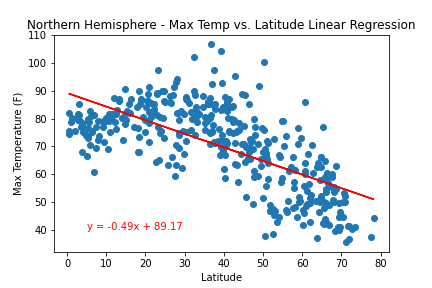 Northern Hemisphere - Max Temp vs. Latitude Linear Regression
110
100
90
80
70
60
50
40
Max Temperature (F)
y = -0.49x + 89.17
0 10 20 30 40 50 60 70 80
Latitude